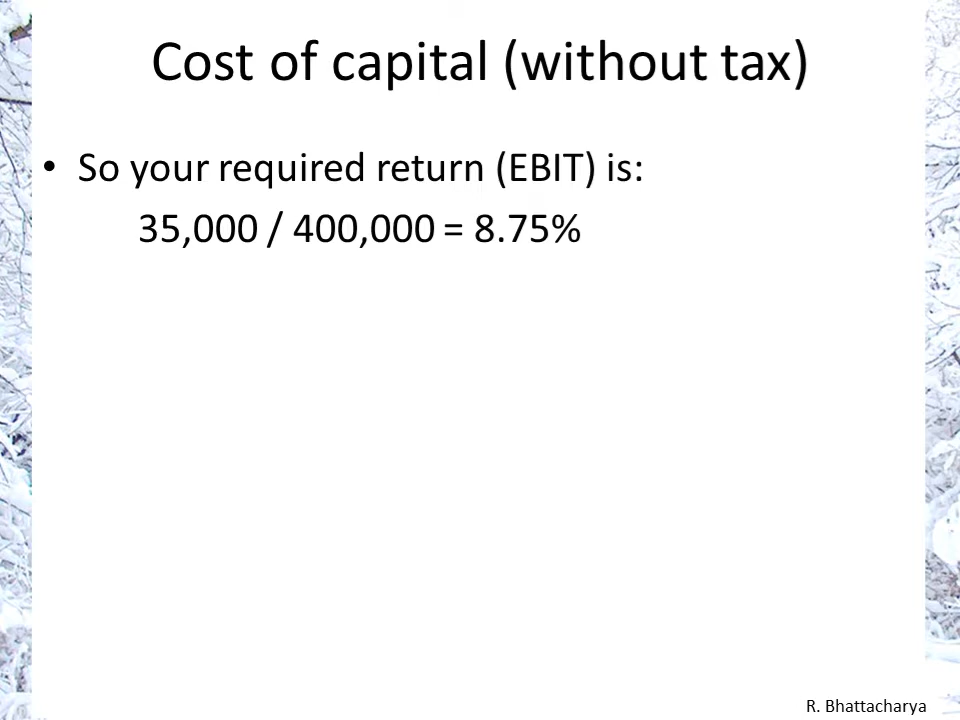 Cost of capital (without tax)
• So your required return (EBIT) is:
35,000 / 400,000 = 8.75%
R. Bhattacharya